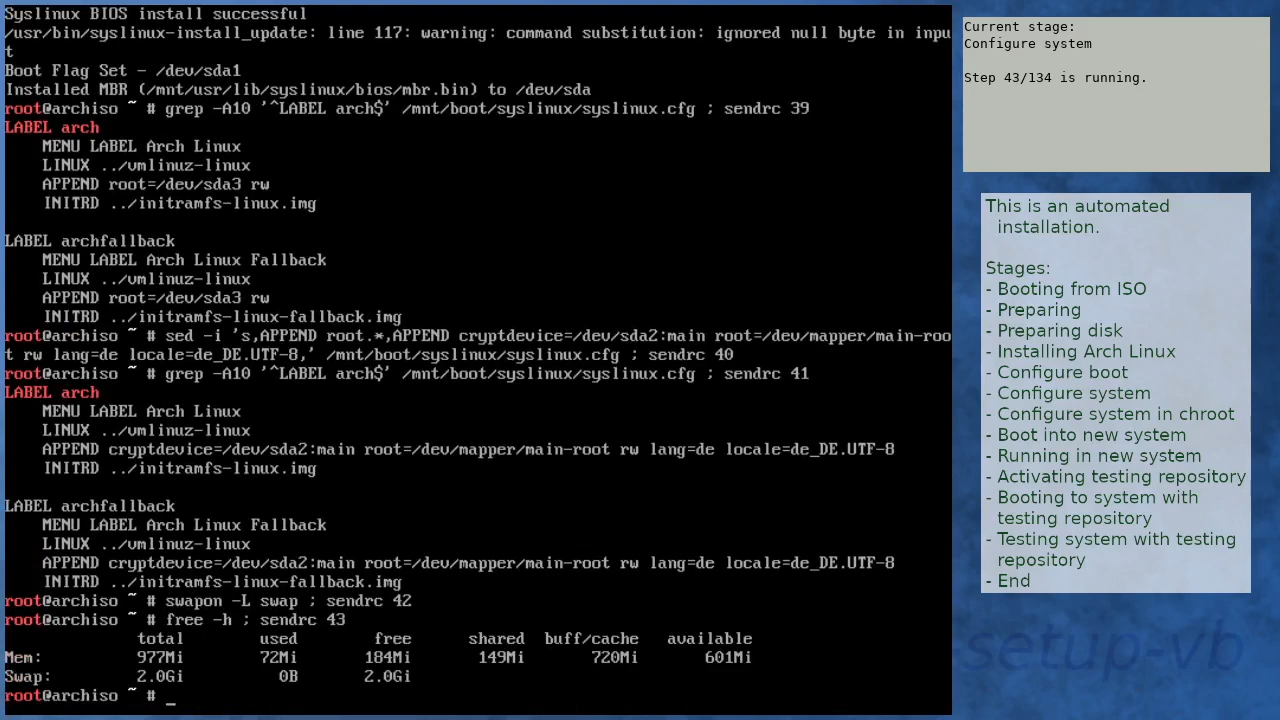 Syslinux BIOS install successful
/usr/bin/syslinux-install_update: line 117: warning: command substitution: ignored null byte in inpu
t
Boot Flag Set - /dev/sda1
Installed MBR (/mnt/usr/lib/syslinux/bios/mbr.bin) to /dev/sda
root@archiso ~ # grep -A10 '^LABEL arch$' /mnt/boot/syslinux/syslinux.cfg ; sendrc 39
LABEL arch
    MENU LABEL Arch Linux
    LINUX ../vmlinuz-linux
    APPEND root=/dev/sda3 rw
    INITRD ../initramfs-linux.img

LABEL archfallback
    MENU LABEL Arch Linux Fallback
    LINUX ../vmlinuz-linux
    APPEND root=/dev/sda3 rw
    INITRD ../initramfs-linux-fallback.img
root@archiso ~ # sed -i 's,APPEND root.*,APPEND cryptdevice=/dev/sda2:main root=/dev/mapper/main-roo
t rw lang=de locale=de_DE.UTF-8,' /mnt/boot/syslinux/syslinux.cfg ; sendrc 40
root@archiso ~ # grep -A10 '^LABEL arch$' /mnt/boot/syslinux/syslinux.cfg ; sendrc 41
LABEL arch
    MENU LABEL Arch Linux
    LINUX ../vmlinuz-linux
    APPEND cryptdevice=/dev/sda2:main root=/dev/mapper/main-root rw lang=de locale=de_DE.UTF-8
    INITRD ../initramfs-linux.img

LABEL archfallback
    MENU LABEL Arch Linux Fallback
    LINUX ../vmlinuz-linux
    APPEND cryptdevice=/dev/sda2:main root=/dev/mapper/main-root rw lang=de locale=de_DE.UTF-8
    INITRD ../initramfs-linux-fallback.img
root@archiso ~ # swapon -L swap ; sendrc 42
root@archiso ~ # free -h ; sendrc 43
              total        used        free      shared  buff/cache   available
Mem:          977Mi        72Mi       184Mi       149Mi       720Mi       601Mi
Swap:         2.0Gi          0B       2.0Gi
root@archiso ~ # _
Current stage:
Configure system

Step 43/134 is running.
This is an automated
installation.

Stages:
- Booting from ISO
- Preparing
- Preparing disk
- Installing Arch Linux
- Configure boot
- Configure system
- Configure system in chroot
- Boot into new system
- Running in new system
- Activating testing repository
- Booting to system with
testing repository
- Testing system with testing
repository
- End
setup-vb